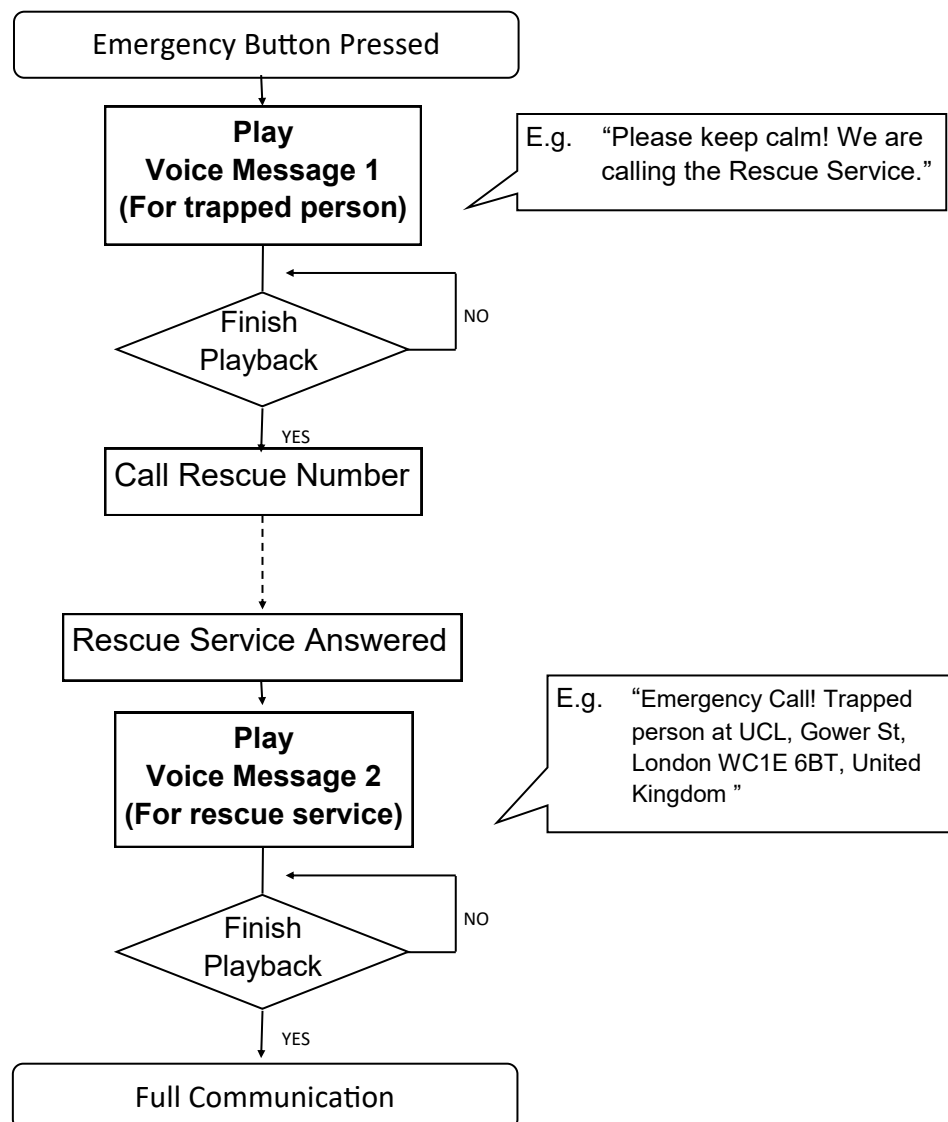 Emergency Button Pressed
Play
Voice Message 1
(For trapped person)
E.g. “Please keep calm! We are
calling the Rescue Service.”
Finish
Playback
NO
YES
Call Rescue Number
Rescue Service Answered
Play
Voice Message 2
(For rescue service)
E.g. “Emergency Call! Trapped
person at UCL, Gower St,
London WC1E 6BT, United
Kingdom ”
Finish
Playback
NO
YES
Full Communication